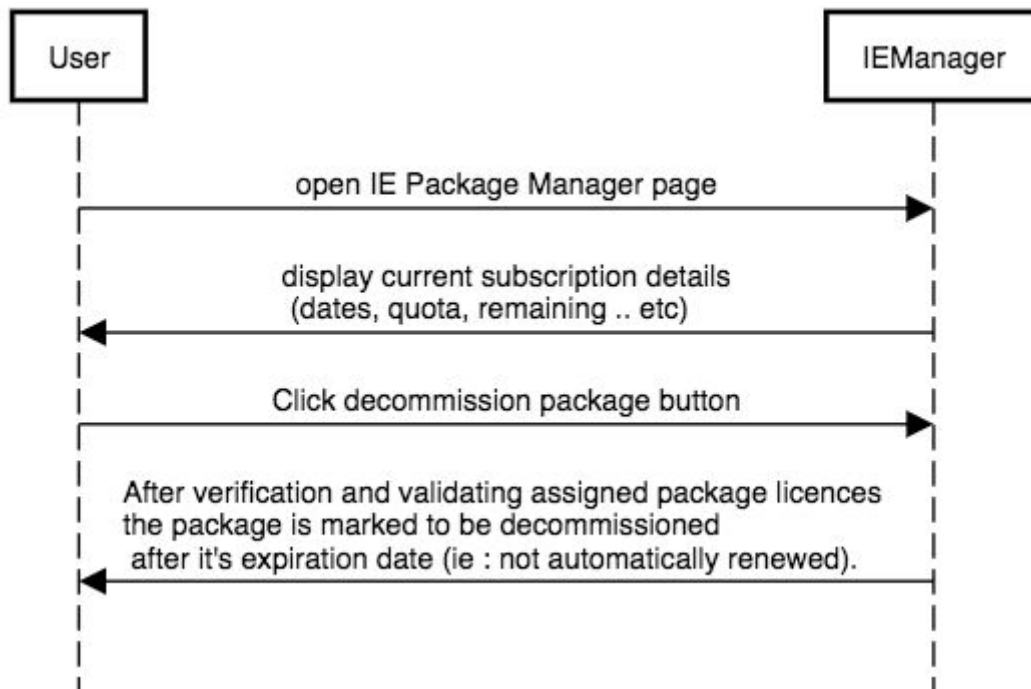 User
IEManager
open IE Package Manager page
display current subscription details
(dates, quota, remaining .. etc)
Click decommission package button
After verification and validating assigned package licences
the package is marked to be decommissioned
after it's expiration date (ie : not automatically renewed).